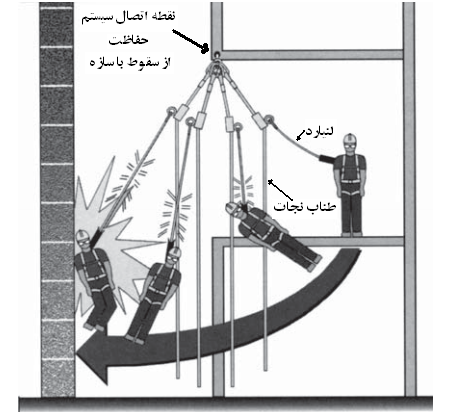 نقطه اتصال سیستم
حفاظت
از سقوط با سازه
لنیارد
طناب نجات